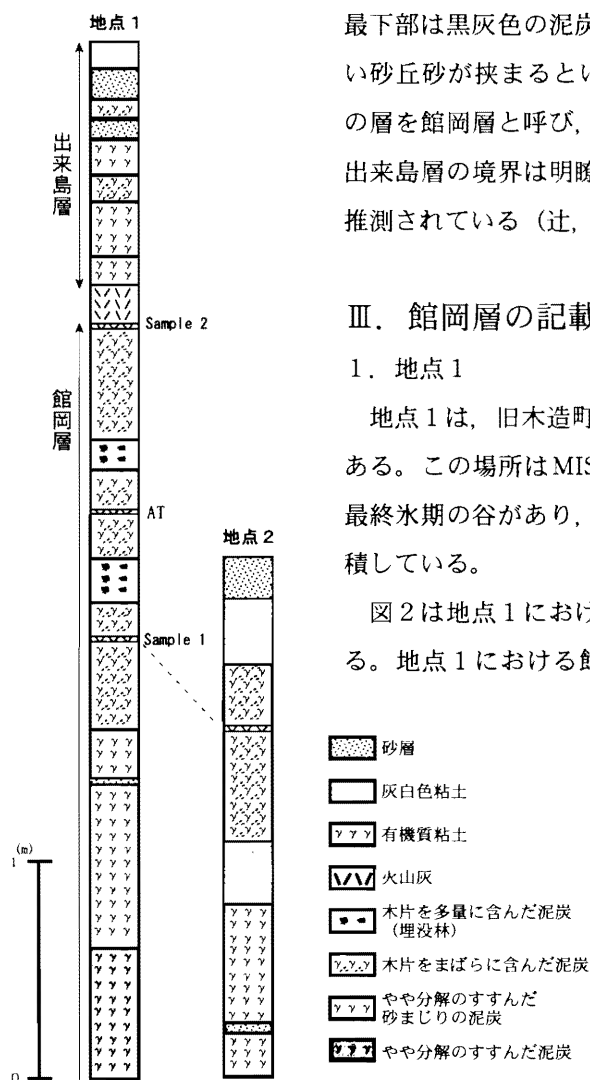 地点1
出来島層
Sample 2
館岡層
AT
Sample 1
(m)
1
0
地点2
最下部は黒灰色の泥炭
い砂丘砂が挟まるとい
の層を館岡層と呼び，
出来島層の境界は明瞭
推測されている（辻，
Ⅲ．館岡層の記載
1．地点1
地点1は，旧木造町
ある。この場所はMIS
最終氷期の谷があり，
積している。
図2は地点1におけ
る。地点1における館
砂層
灰白色粘土
有機質粘土
火山灰
木片を多量に含んだ泥炭
（埋没林）
木片をまばらに含んだ泥炭
やや分解のすすんだ
砂まじりの泥炭
やや分解のすすんだ泥炭